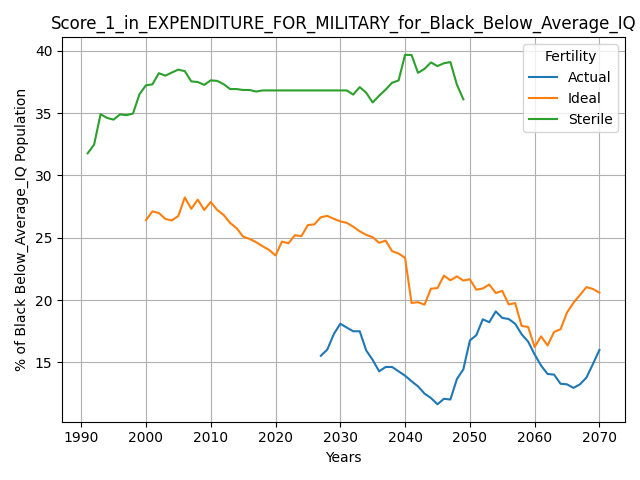 Score_1_in_EXPENDITURE_FOR_MILITARY_for_Black_Below_Average_IQ
Fertility
Actual
Ideal
Sterile
% of Black Below_Average_IQ Population
40
35
30
25
20
15
1990 2000 2010 2020 2030 2040 2050 2060 2070
Years